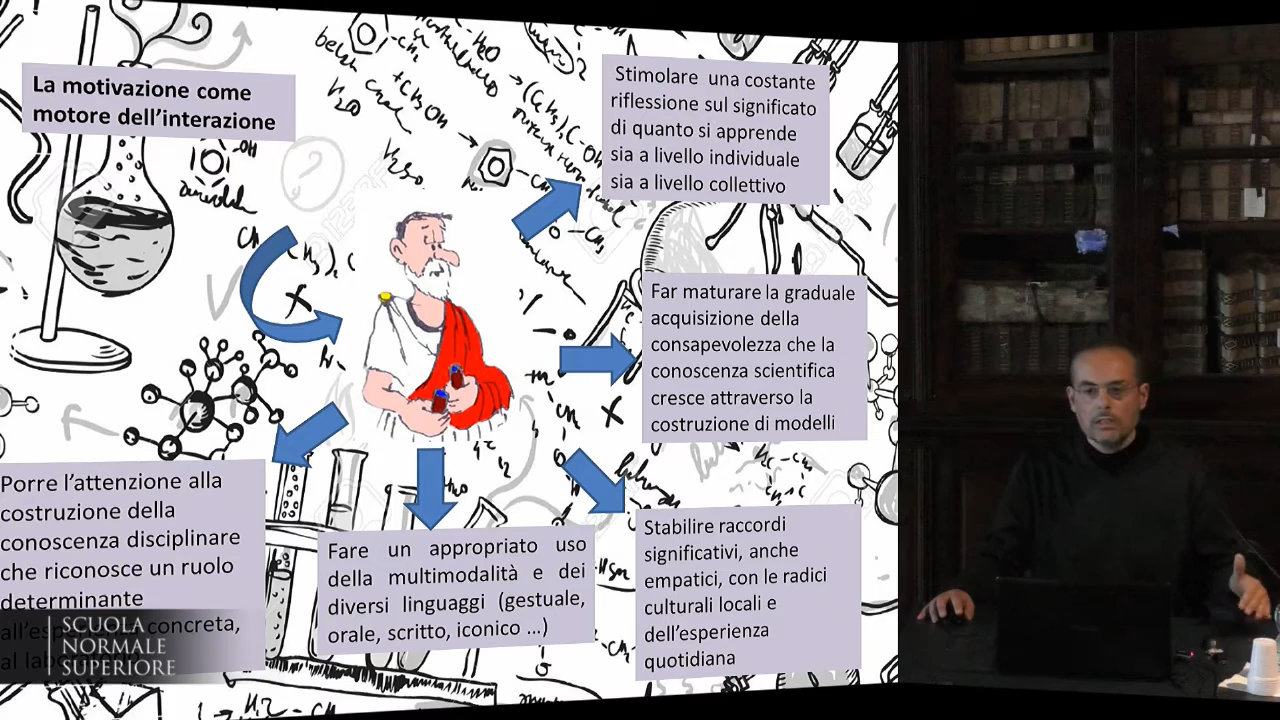 La motivazione come
motore dell'interazione
Stimolare una costante
riflessione sul significato
di quanto si apprende
sia a livello individuale
sia a livello collettivo
Far maturare la graduale
acquisizione della
consapevolezza che la
conoscenza scientifica
cresce attraverso la
costruzione di modelli
Porre l'attenzione alla
costruzione della
conoscenza disciplinare
che riconosce un ruolo
determinante
all'esperienza concreta,
al laboratorio
Fare un appropriato uso
della multimodalità e dei
diversi linguaggi (gestuale,
orale, scritto, iconico ...)
Stabilire raccordi
significativi, anche
empatici, con le radici
culturali locali e
dell'esperienza
quotidiana
SCUOLA
NORMALE
SUPERIORE